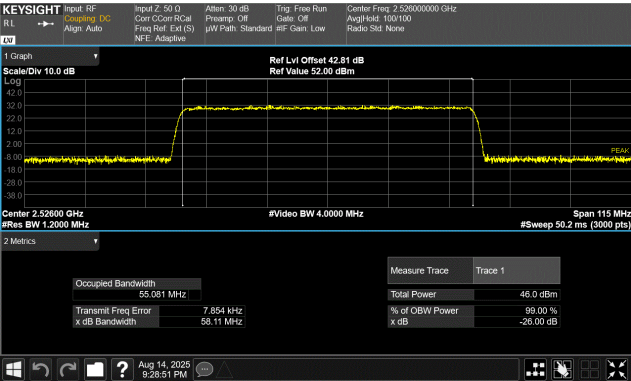 KEYSIGHT Input: RF Input Z: 50 Ω Atten: 30 dB Trig: Free Run Center Freq: 2.526000000 GHz
RL Coupling: DC Corr CCorr RCal Preamp: Off Gate: Off Avg|Hold: 100/100
Align: Auto Freq Ref: Ext (S) µW Path: Standard #IF Gain: Low Radio Std: None
LXI NFE: Adaptive
1 Graph
Ref Lvl Offset 42.81 dB
Scale/Div 10.0 dB Ref Value 52.00 dBm
Log
42.0
32.0
22.0
12.0
2.00
-8.00
PEAK
-18.0
-28.0
-38.0
Center 2.52600 GHz #Video BW 4.0000 MHz Span 115 MHz
#Res BW 1.2000 MHz #Sweep 50.2 ms (3000 pts)
2 Metrics
Measure Trace Trace 1
Occupied Bandwidth
55.081 MHz
Total Power 46.0 dBm
Transmit Freq Error 7.854 kHz
% of OBW Power 99.00 %
x dB Bandwidth 58.11 MHz
x dB -26.00 dB
?
Aug 14, 2025
9:28:51 PM